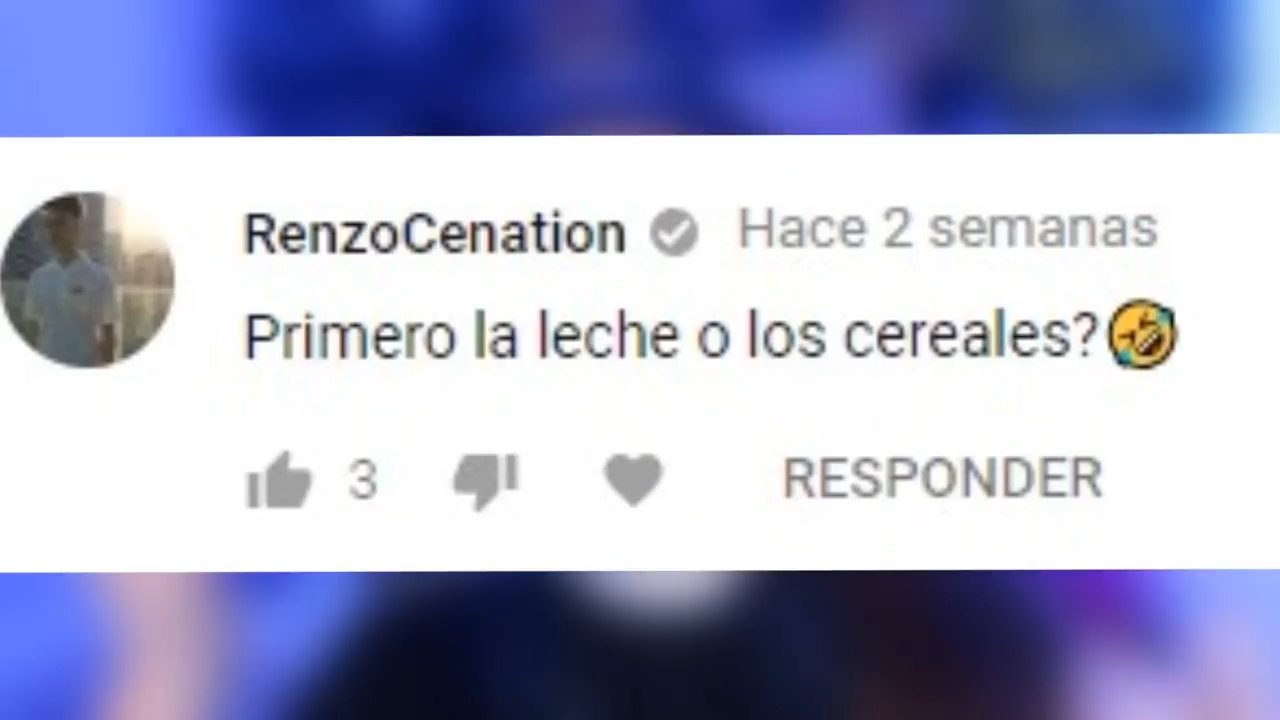 RenzoCenation Hace 2 semanas
Primero la leche o los cereales?🤣
3 RESPONDER